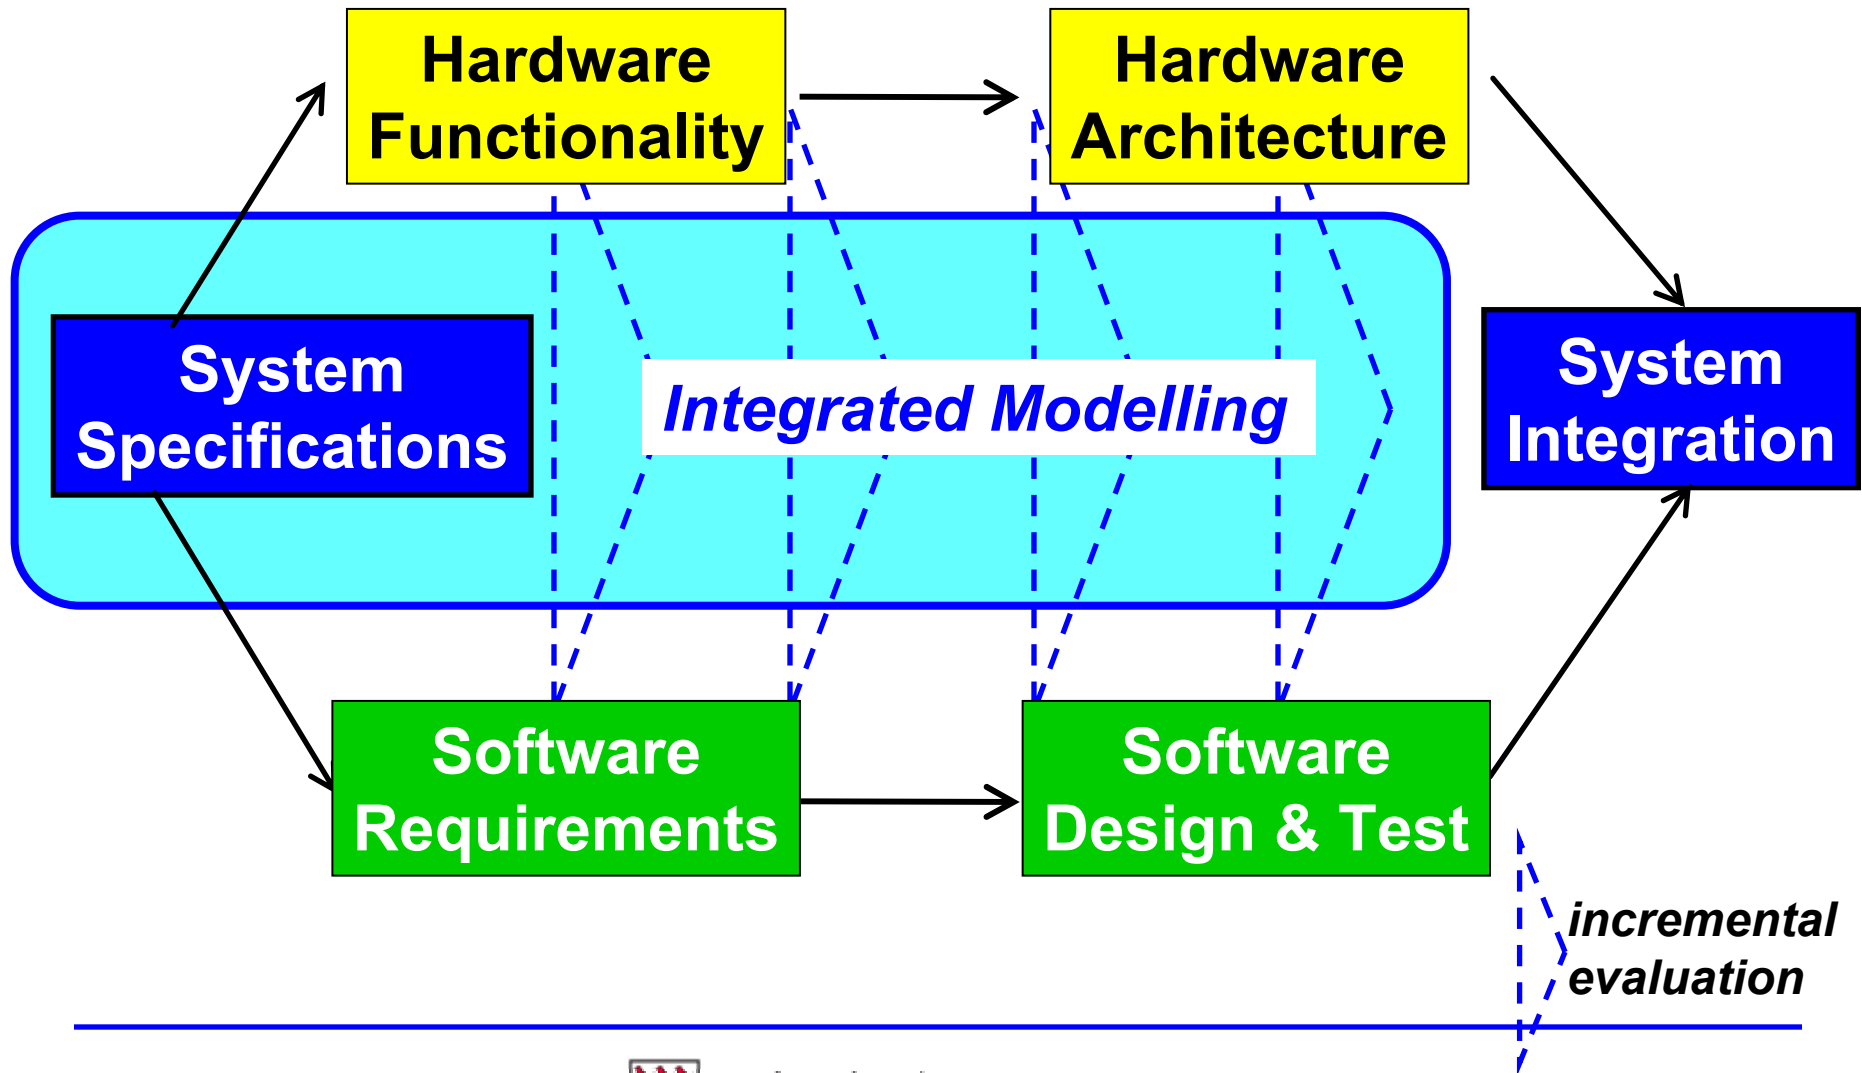 Hardware
Functionality
Hardware
Architecture
System
Specifications
Integrated Modelling
System
Integration
Software
Requirements
Software
Design & Test
incremental
evaluation